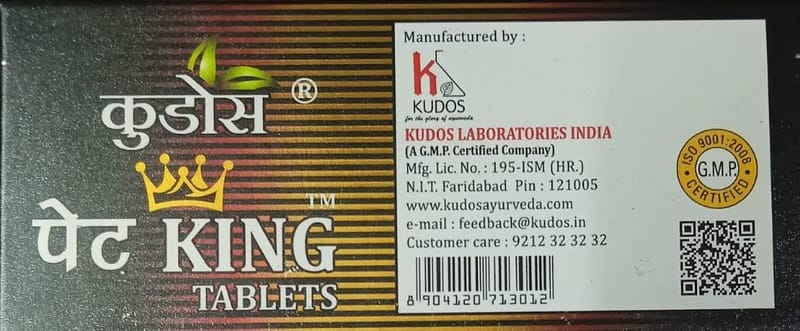 कुडोस ®
पेट KING™
TABLETS
Manufactured by :
k
KUDOS
for the glory of ayurveda
KUDOS LABORATORIES INDIA
(A G.M.P. Certified Company)
Mfg. Lic. No. : 195-ISM (HR.)
N.I.T. Faridabad Pin : 121005
www.kudosayurveda.com
e-mail : feedback@kudos.in
Customer care : 9212 32 32 32
8 904120 713012
ISO 9001:2008
G.M.P.
CERTIFIED